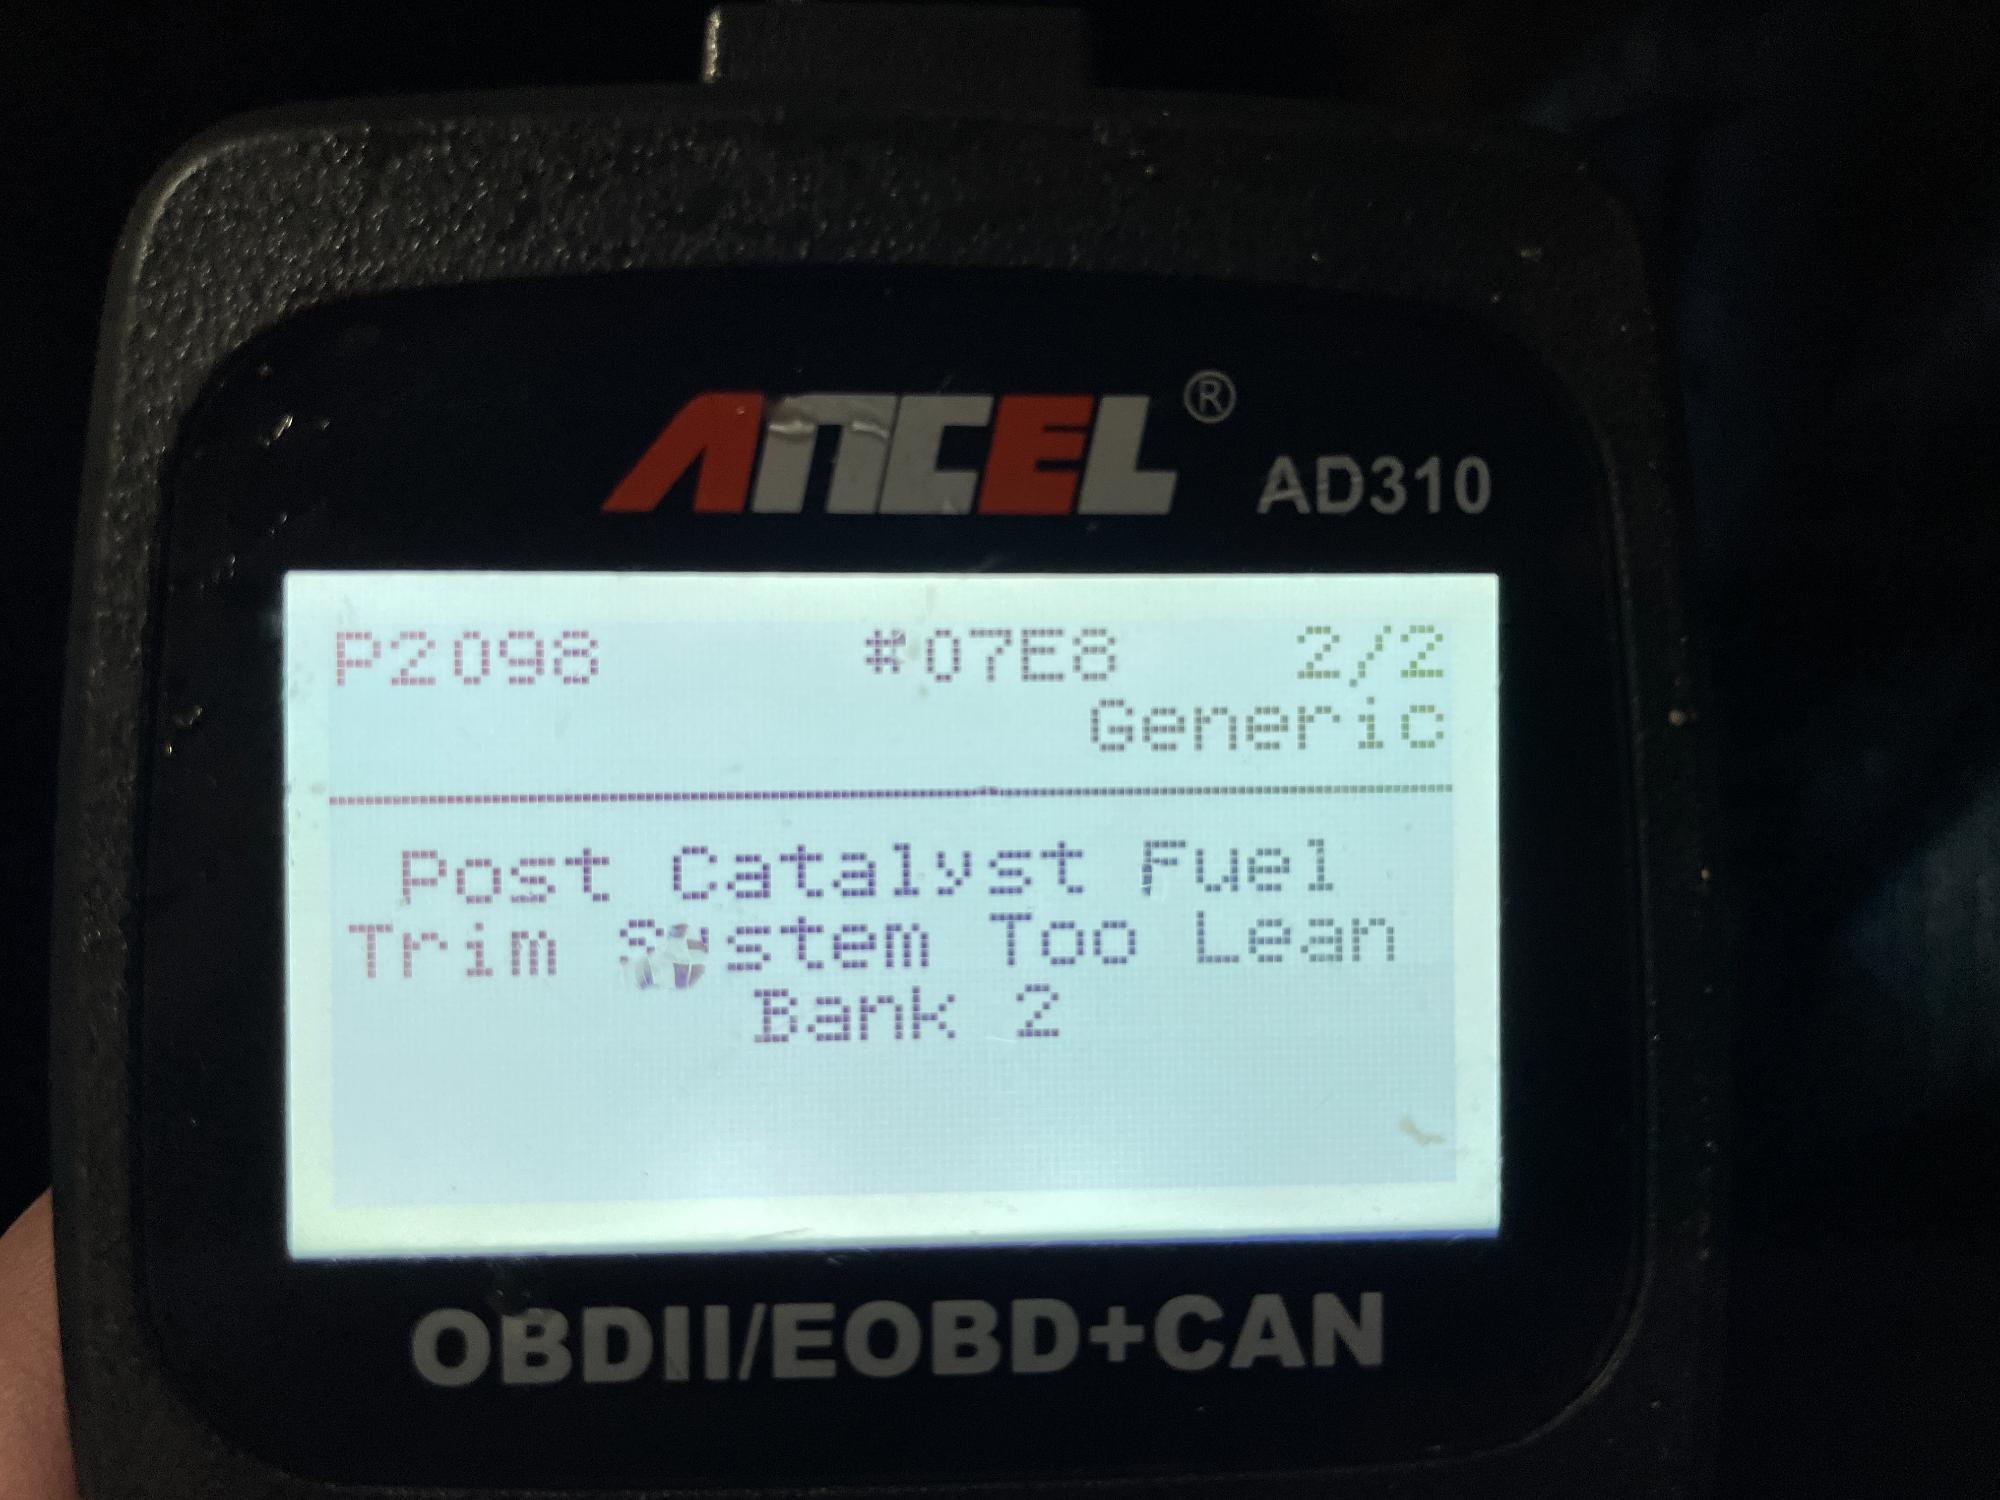 ANCEL®
AD310
P2098 #07E8 2/2
Generic
Post Catalyst Fuel
Trim System Too Lean
Bank 2
OBDII/EOBD+CAN